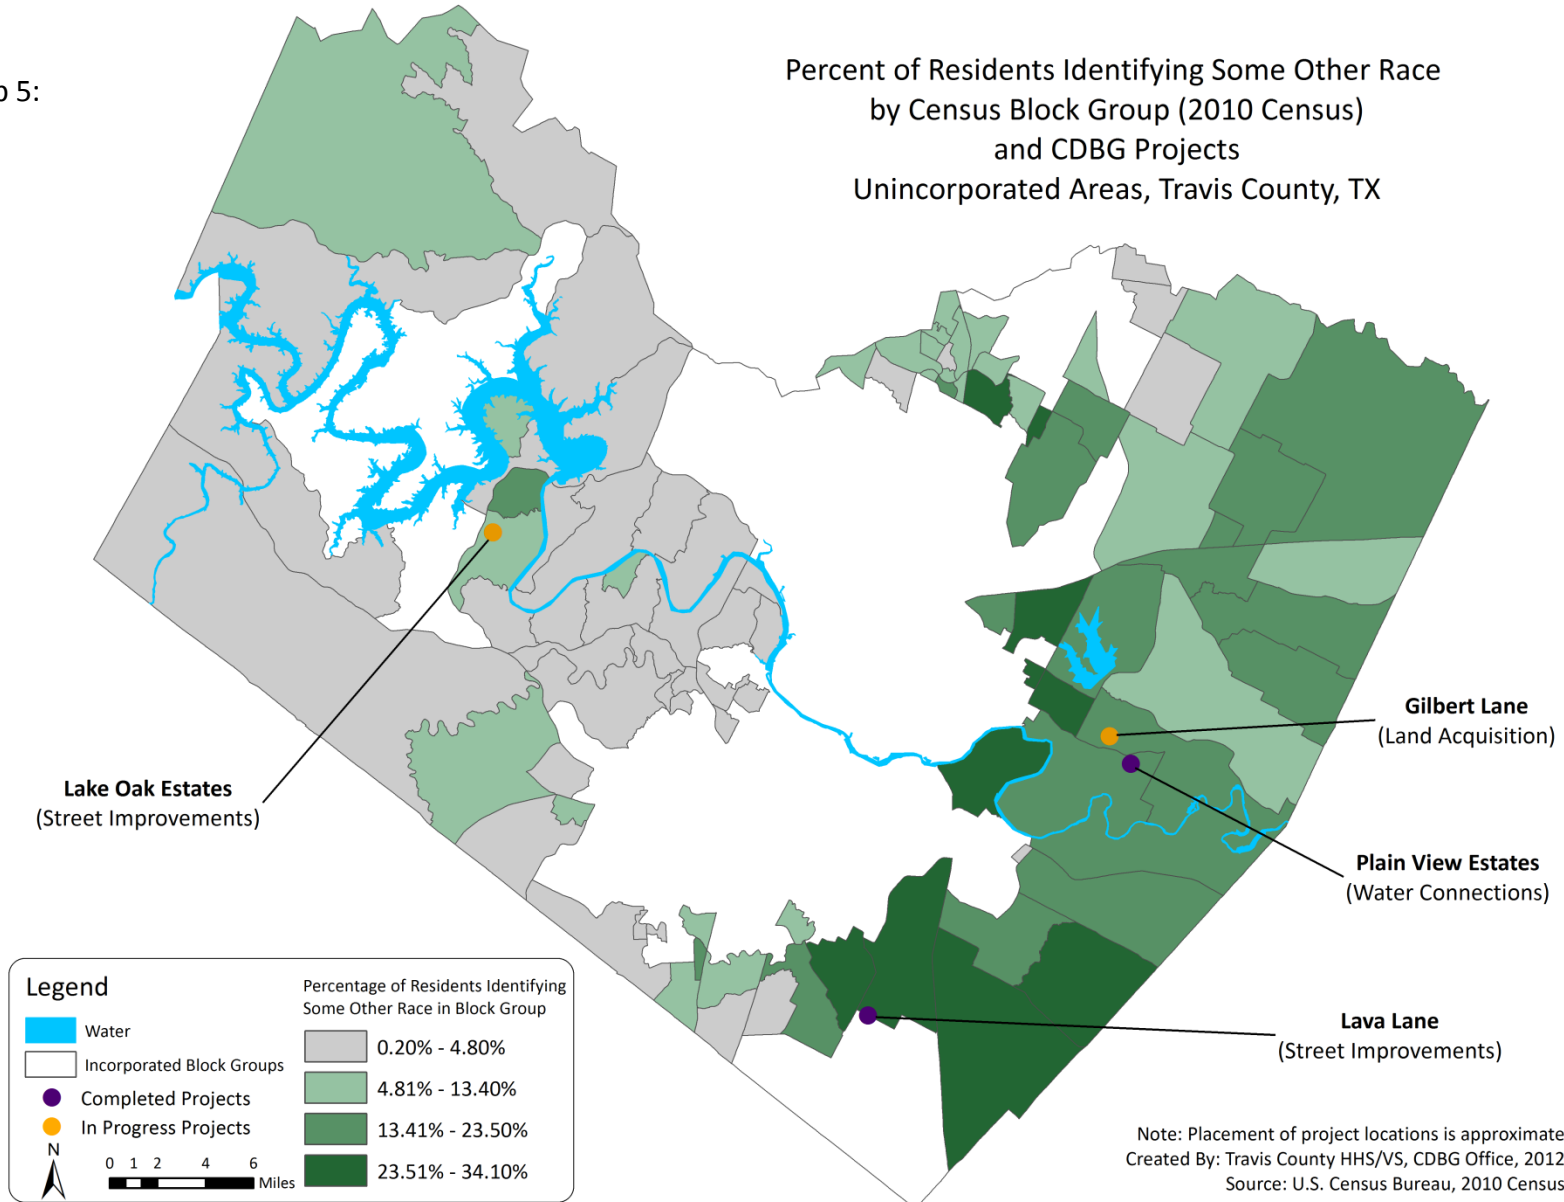 5:
Percent of Residents Identifying Some Other Race
by Census Block Group (2010 Census)
and CDBG Projects
Unincorporated Areas, Travis County, TX
Gilbert Lane
(Land Acquisition)
Lake Oak Estates
(Street Improvements)
Plain View Estates
(Water Connections)
Lava Lane
(Street Improvements)
Legend
Water
Incorporated Block Groups
Completed Projects
In Progress Projects
N
0 1 2 4 6
Miles
Percentage of Residents Identifying
Some Other Race in Block Group
0.20% - 4.80%
4.81% - 13.40%
13.41% - 23.50%
23.51% - 34.10%
Note: Placement of project locations is approximate
Created By: Travis County HHS/VS, CDBG Office, 2012
Source: U.S. Census Bureau, 2010 Census